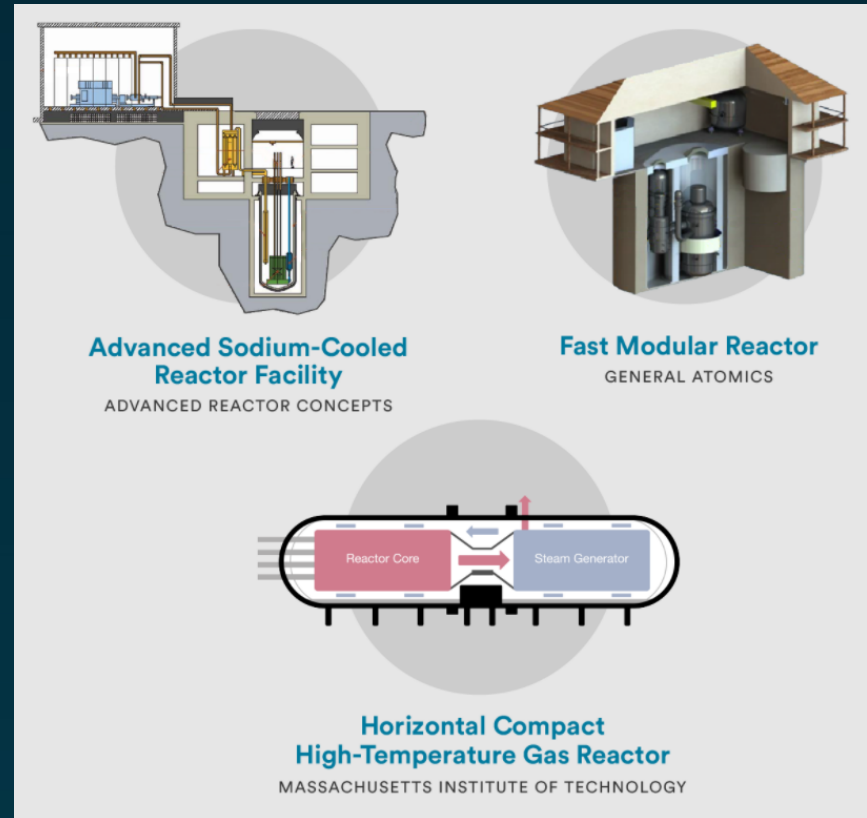 Advanced Sodium-Cooled
Reactor Facility
ADVANCED REACTOR CONCEPTS
Fast Modular Reactor
GENERAL ATOMICS
Reactor Core
Steam Generator
Horizontal Compact
High-Temperature Gas Reactor
MASSACHUSETTS INSTITUTE OF TECHNOLOGY